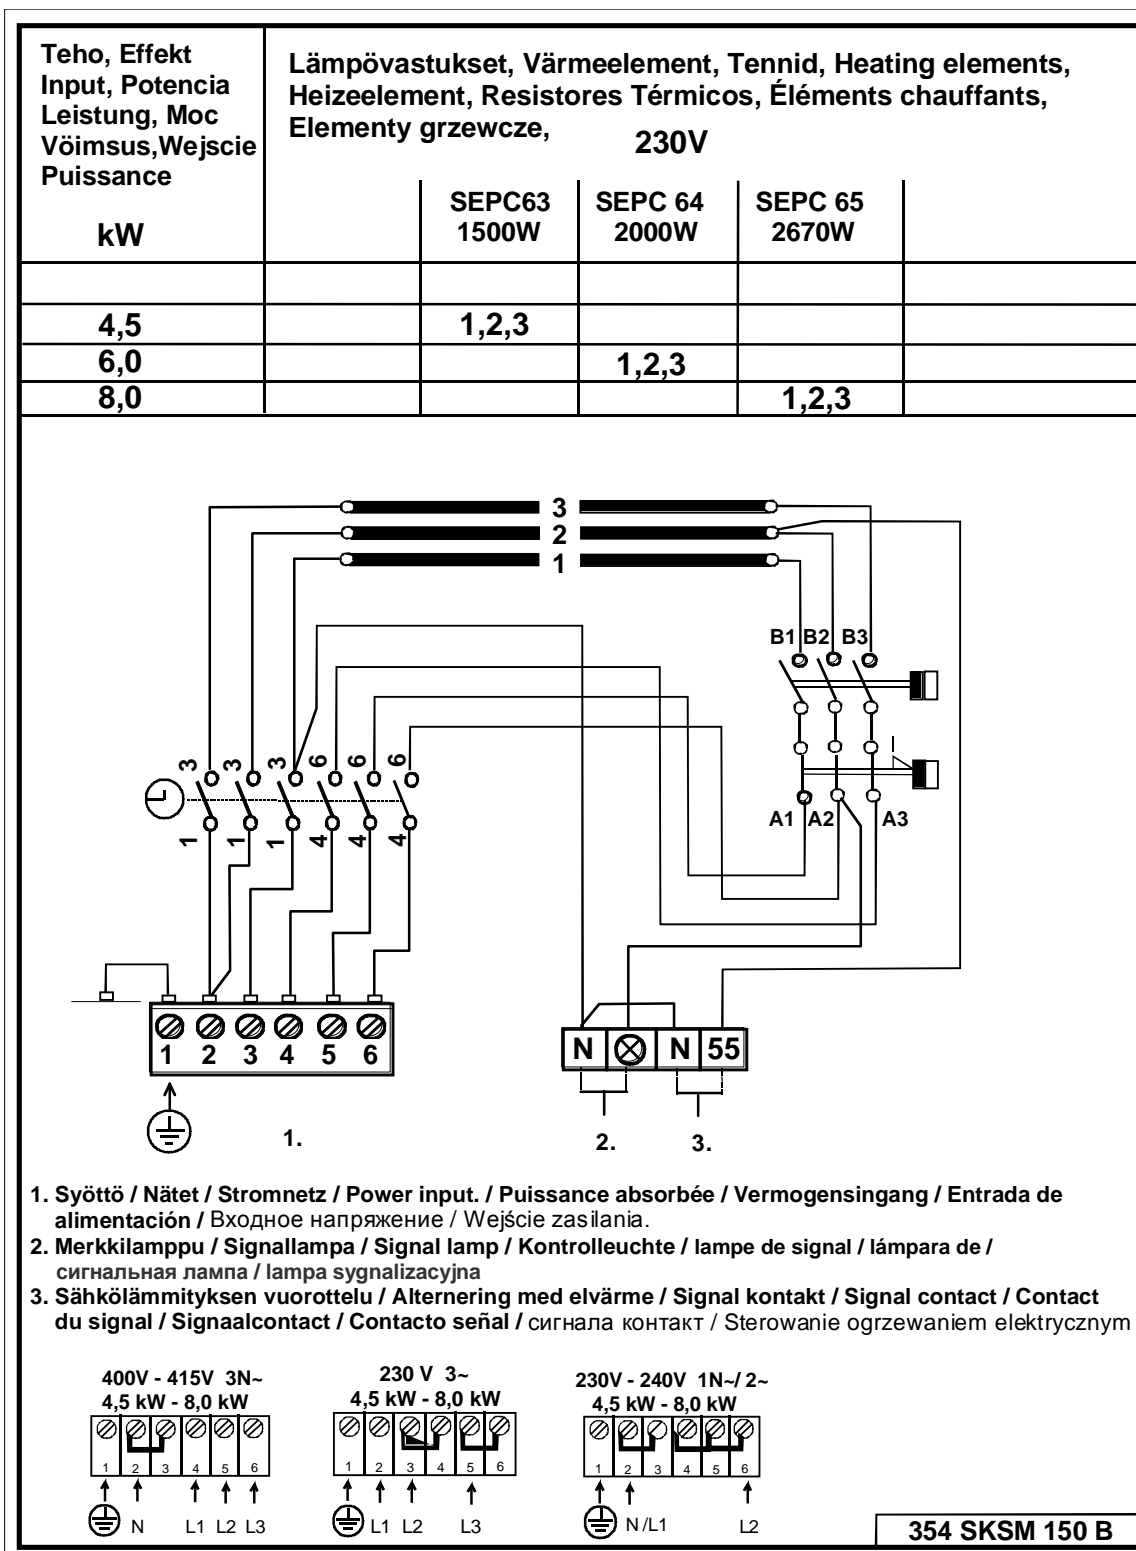 Teho, Effekt
Input, Potencia
Leistung, Moc
Vöimsus,Wejscie
Puissance
kW
Lämpövastukset, Värmeelement, Tennid, Heating elements,
Heizeelement, Resistores Térmicos, Éléments chauffants,
Elementy grzewcze, 230V
SEPC63 SEPC 64 SEPC 65
1500W 2000W 2670W
4,5 1,2,3
6,0 1,2,3
8,0 1,2,3
3
2
1
B1 B2 B3
3 3 3 6 6 6
1 1 1 4 4 4
A1 A2 A3
1 2 3 4 5 6
N N 55
1. 2. 3.
1. Syöttö / Nätet / Stromnetz / Power input. / Puissance absorbée / Vermogensingang / Entrada de
alimentación / Входное напряжение / Wejście zasilania.
2. Merkkilamppu / Signallampa / Signal lamp / Kontrolleuchte / lampe de signal / lámpara de /
сигнальная лампа / lampa sygnalizacyjna
3. Sähkölämmityksen vuorottelu / Alternering med elvärme / Signal kontakt / Signal contact / Contact
du signal / Signaalcontact / Contacto señal / сигнала контакт / Sterowanie ogrzewaniem elektrycznym
400V - 415V 3N~
4,5 kW - 8,0 kW
1 2 3 4 5 6
N L1 L2 L3
230 V 3~
4,5 kW - 8,0 kW
1 2 3 4 5 6
L1 L2 L3
230V - 240V 1N~/ 2~
4,5 kW - 8,0 kW
1 2 3 4 5 6
N /L1 L2
354 SKSM 150 B